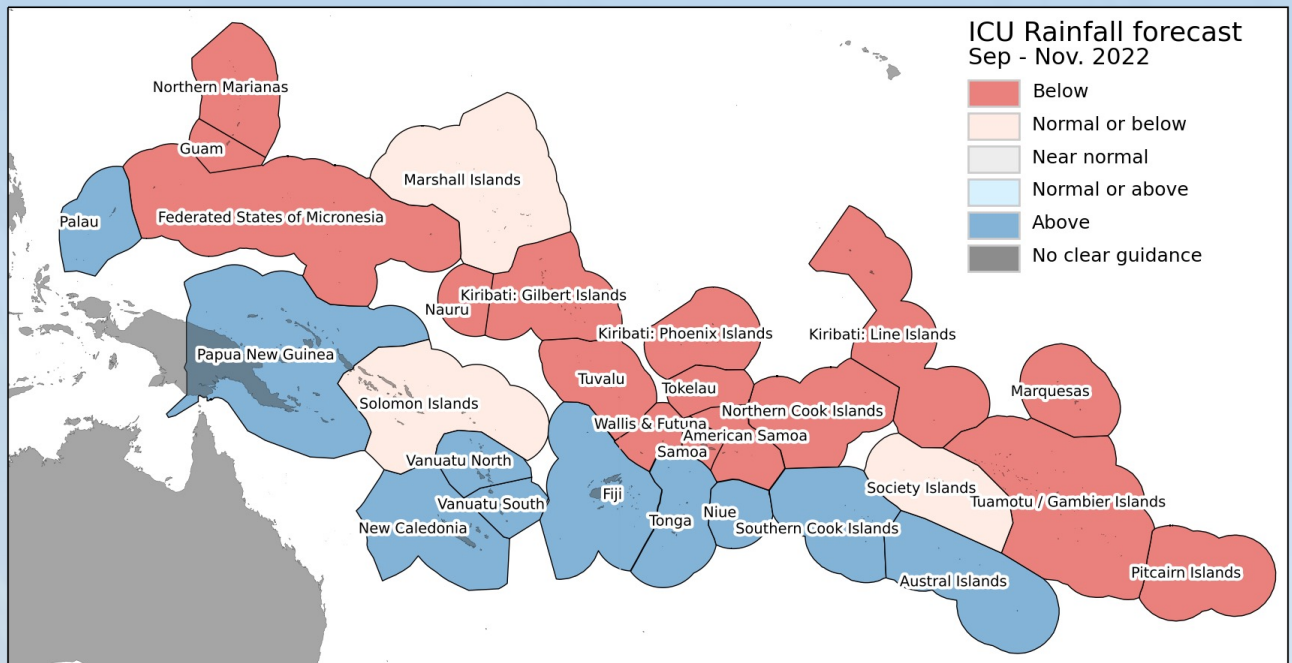 ICU Rainfall forecast
Sep - Nov. 2022
Below
Normal or below
Near normal
Normal or above
Above
No clear guidance
Northern Marianas
Guam
Marshall Islands
Palau
Federated States of Micronesia
Nauru
Kiribati: Gilbert Islands
Kiribati: Phoenix Islands
Kiribati: Line Islands
Papua New Guinea
Tuvalu
Tokelau
Marquesas
Solomon Islands
Northern Cook Islands
Wallis & Futuna
American Samoa
Samoa
Vanuatu North
Society Islands
Vanuatu South
Fiji
Tuamotu / Gambier Islands
New Caledonia
Tonga
Niue
Southern Cook Islands
Pitcairn Islands
Austral Islands